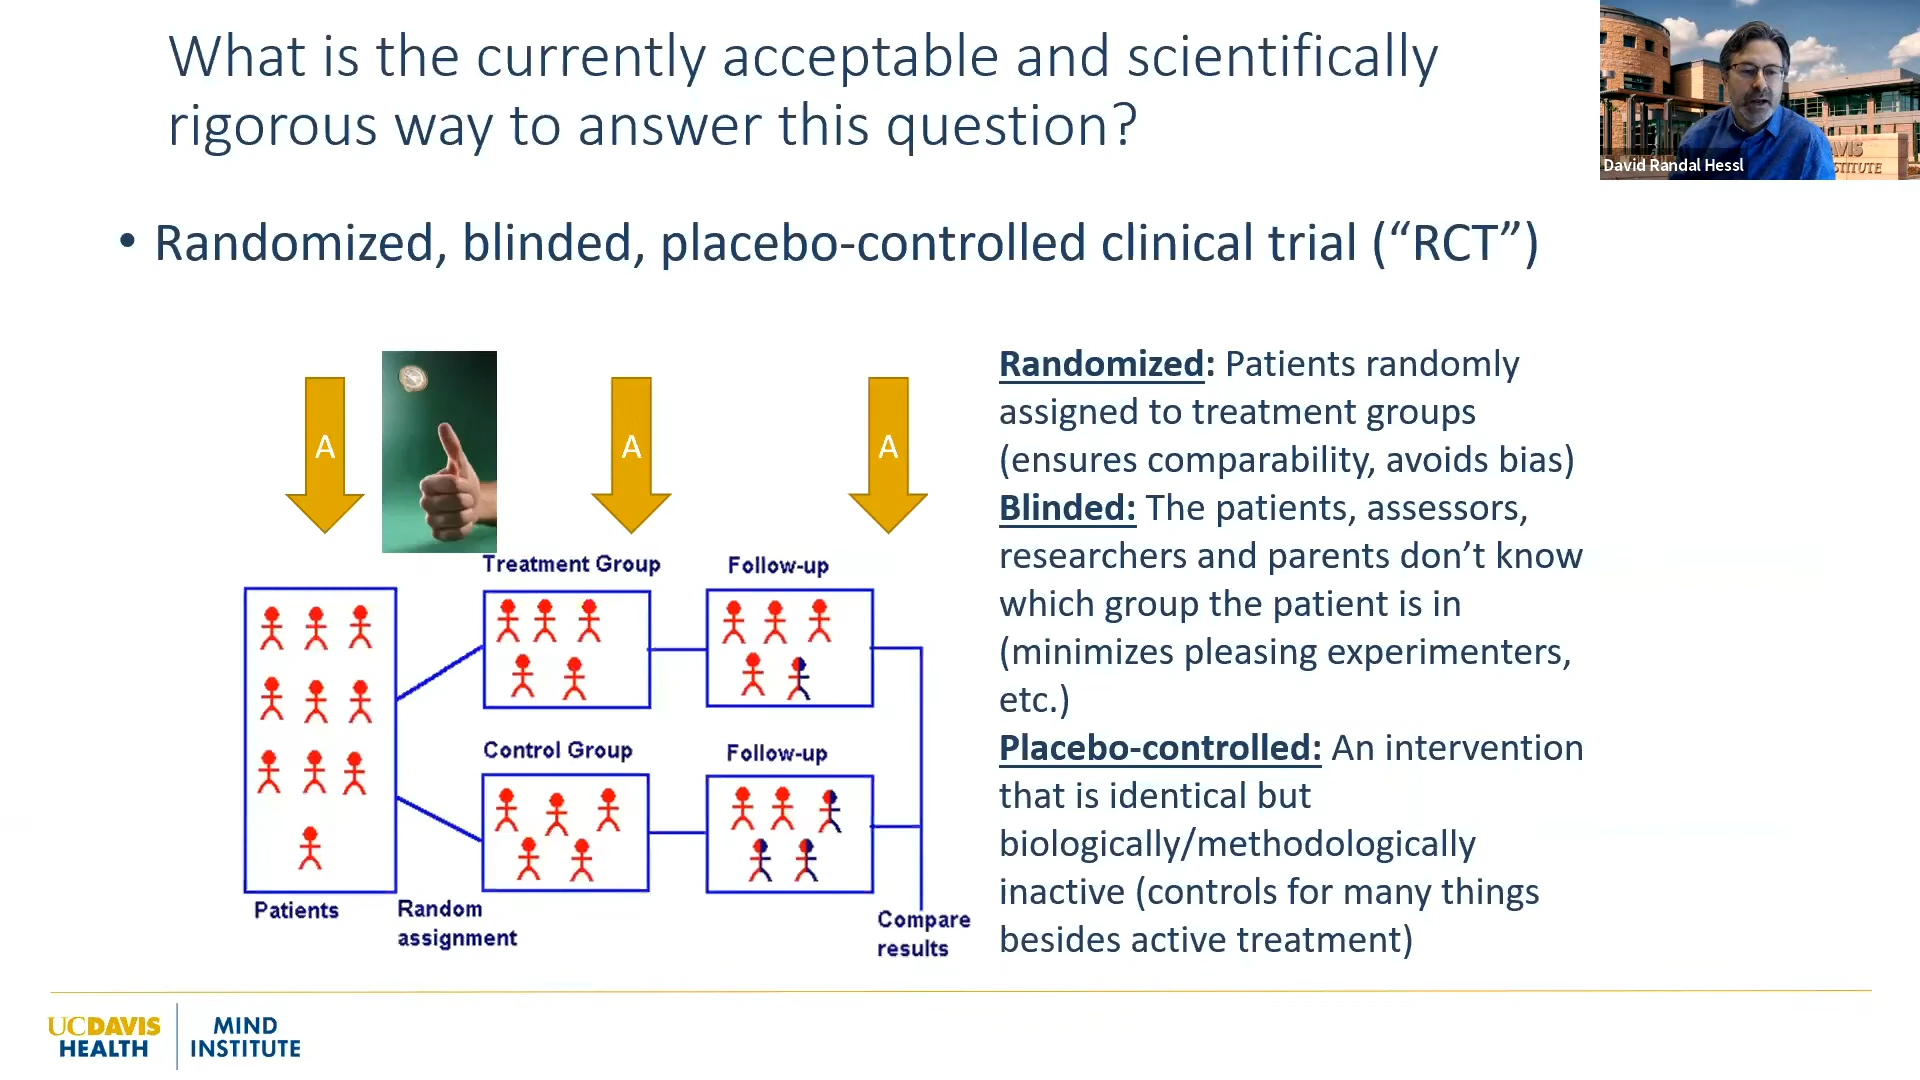 What is the currently acceptable and scientifically
rigorous way to answer this question?
David Randal Hessl
AVIS
STITUTE
• Randomized, blinded, placebo-controlled clinical trial (“RCT”)
A
A
A
Treatment Group
Follow-up
Control Group
Follow-up
Patients
Random
assignment
Compare
results
Randomized: Patients randomly
assigned to treatment groups
(ensures comparability, avoids bias)
Blinded: The patients, assessors,
researchers and parents don’t know
which group the patient is in
(minimizes pleasing experimenters,
etc.)
Placebo-controlled: An intervention
that is identical but
biologically/methodologically
inactive (controls for many things
besides active treatment)
UCDAVIS
HEALTH
MIND
INSTITUTE